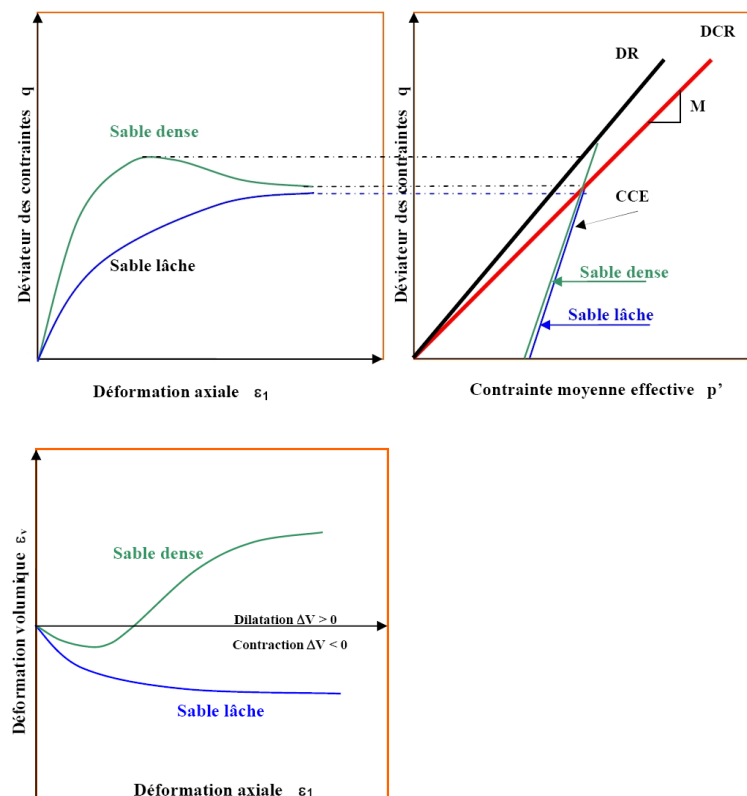 Déviateur des contraintes q
Sable dense
Sable lâche
Déformation axiale ε₁
Déviateur des contraintes q
DR
DCR
M
CCE
Sable dense
Sable lâche
Contrainte moyenne effective p’
Déformation volumique εᵥ
Sable dense
Dilatation ΔV > 0
Contraction ΔV < 0
Sable lâche
Déformation axiale ε₁